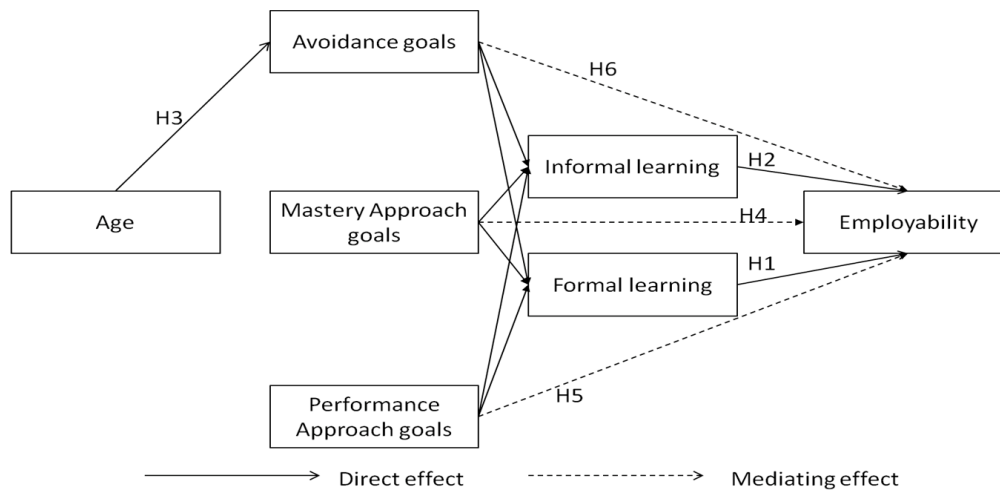 Avoidance goals
H6
H3
Informal learning
H2
Age
Mastery Approach
goals
H4
Employability
Formal learning
H1
H5
Performance
Approach goals
Direct effect
Mediating effect